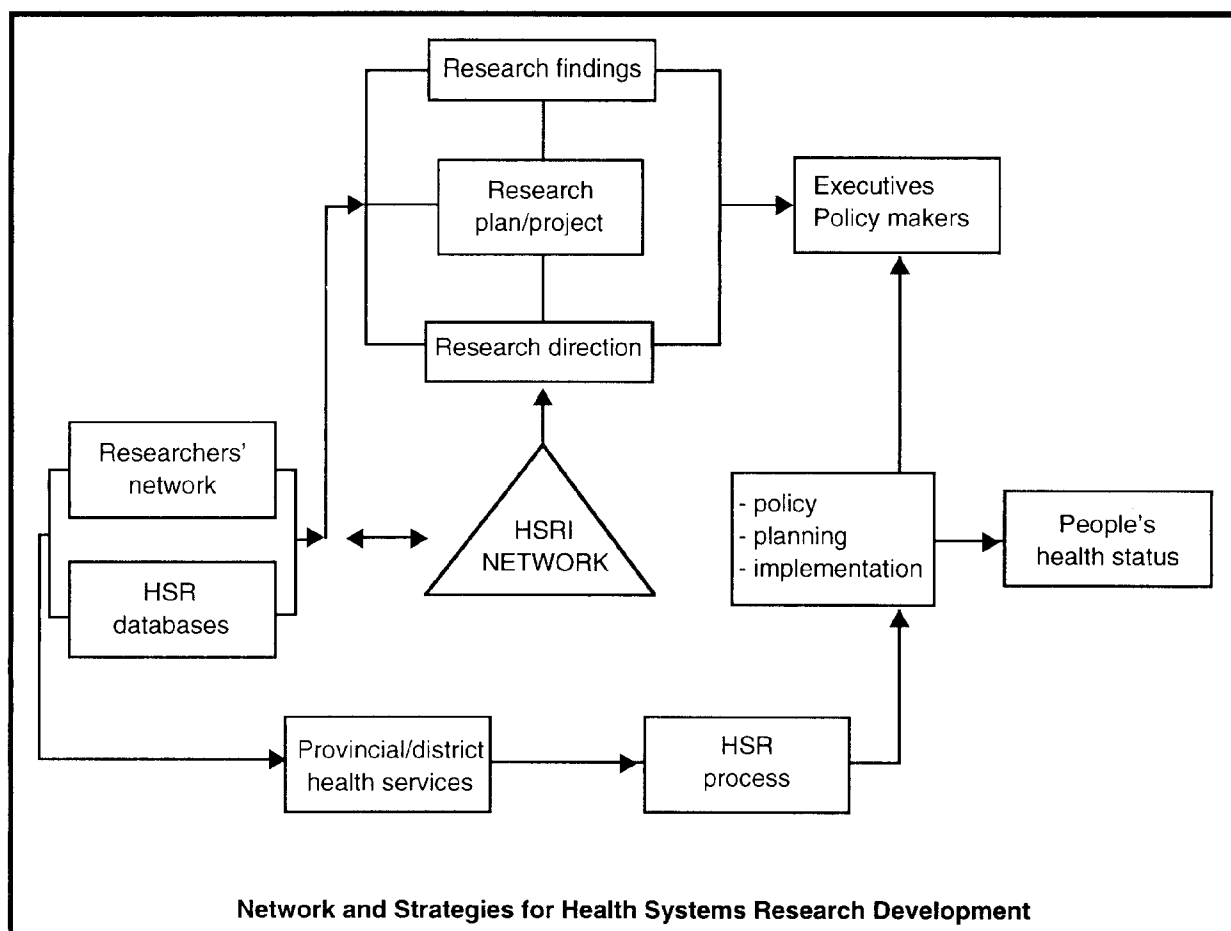 Research findings
Research
plan/project
Research direction
Executives
Policy makers
Researchers'
network
HSR
databases
HSRI
NETWORK
- policy
- planning
- implementation
People's
health status
Provincial/district
health services
HSR
process
Network and Strategies for Health Systems Research Development